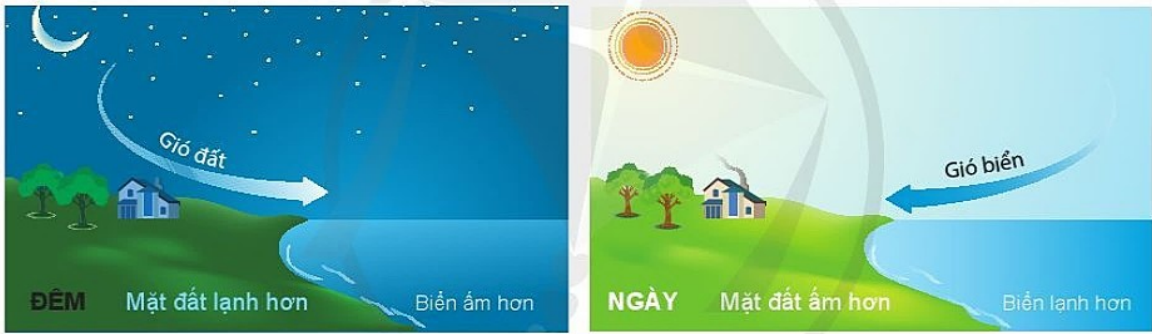 Gió đất
ĐÊM Mặt đất lạnh hơn Biển ấm hơn
Gió biển
NGÀY Mặt đất ấm hơn Biển lạnh hơn